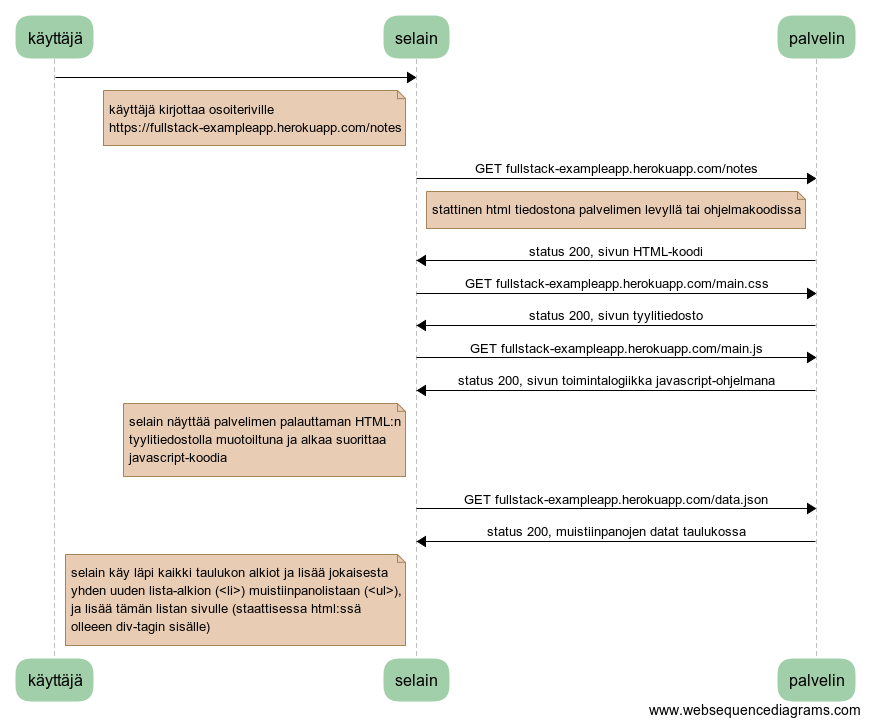 käyttäjä
selain
palvelin
käyttäjä kirjottaa osoiteriville
https://fullstack-exampleapp.herokuapp.com/notes
GET fullstack-exampleapp.herokuapp.com/notes
stattinen html tiedostona palvelimen levyllä tai ohjelmakoodissa
status 200, sivun HTML-koodi
GET fullstack-exampleapp.herokuapp.com/main.css
status 200, sivun tyylitiedosto
GET fullstack-exampleapp.herokuapp.com/main.js
status 200, sivun toimintalogiikka javascript-ohjelmana
selain näyttää palvelimen palauttaman HTML:n
tyylitiedostolla muotoiltuna ja alkaa suorittaa
javascript-koodia
GET fullstack-exampleapp.herokuapp.com/data.json
status 200, muistiinpanojen datat taulukossa
selain käy läpi kaikki taulukon alkiot ja lisää jokaisesta
yhden uuden lista-alkion (<li>) muistiinpanolistaan (<ul>),
ja lisää tämän listan sivulle (staattisessa html:ssä
olleeen div-tagin sisälle)
käyttäjä
selain
palvelin
www.websequencediagrams.com